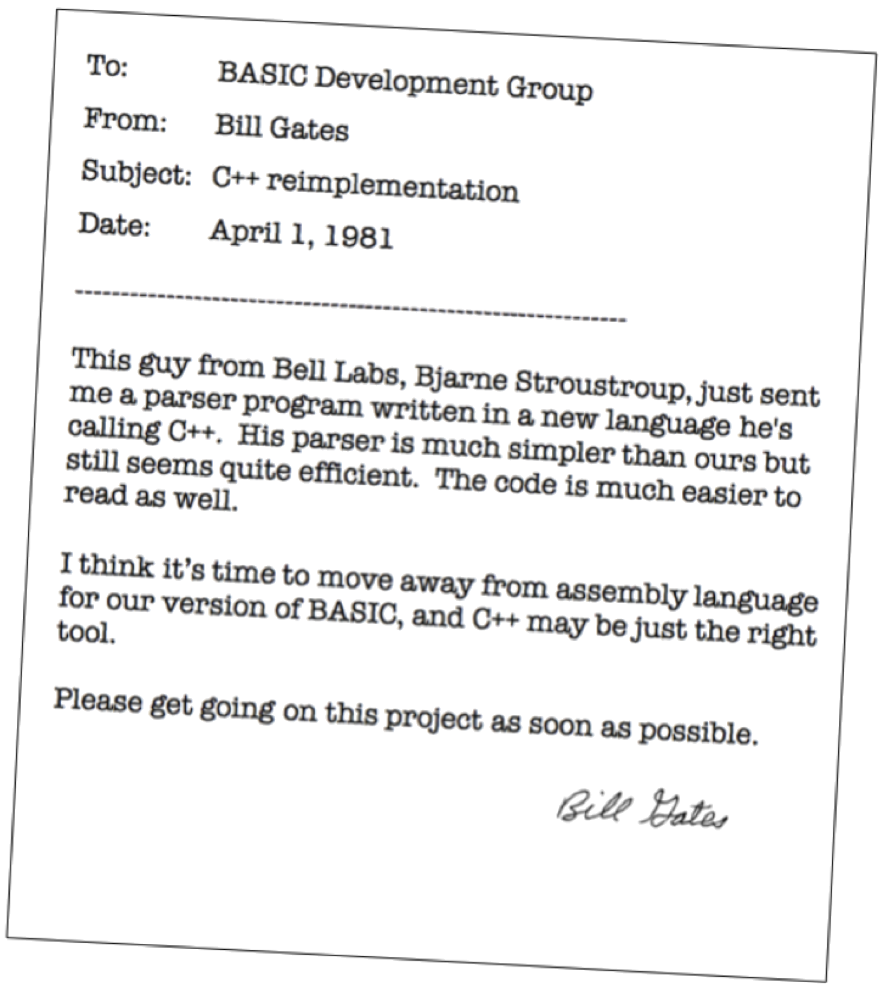 To: BASIC Development Group
From: Bill Gates
Subject: C++ reimplementation
Date: April 1, 1981
------------------------------------------------------------
This guy from Bell Labs, Bjarne Stroustroup, just sent
me a parser program written in a new language he's
calling C++.  His parser is much simpler than ours but
still seems quite efficient.  The code is much easier to
read as well.
I think it’s time to move away from assembly language
for our version of BASIC, and C++ may be just the right
tool.
Please get going on this project as soon as possible.
Bill Gates